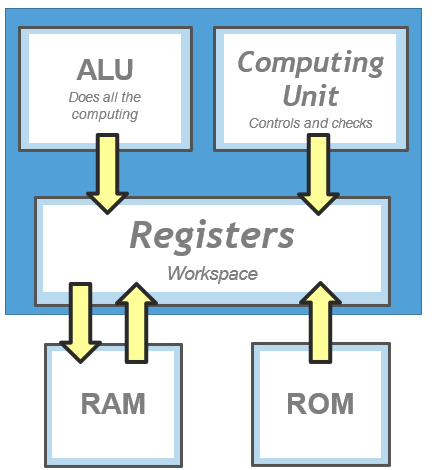 ALU
Does all the
computing
Computing
Unit
Controls and checks
Registers
Workspace
RAM
ROM